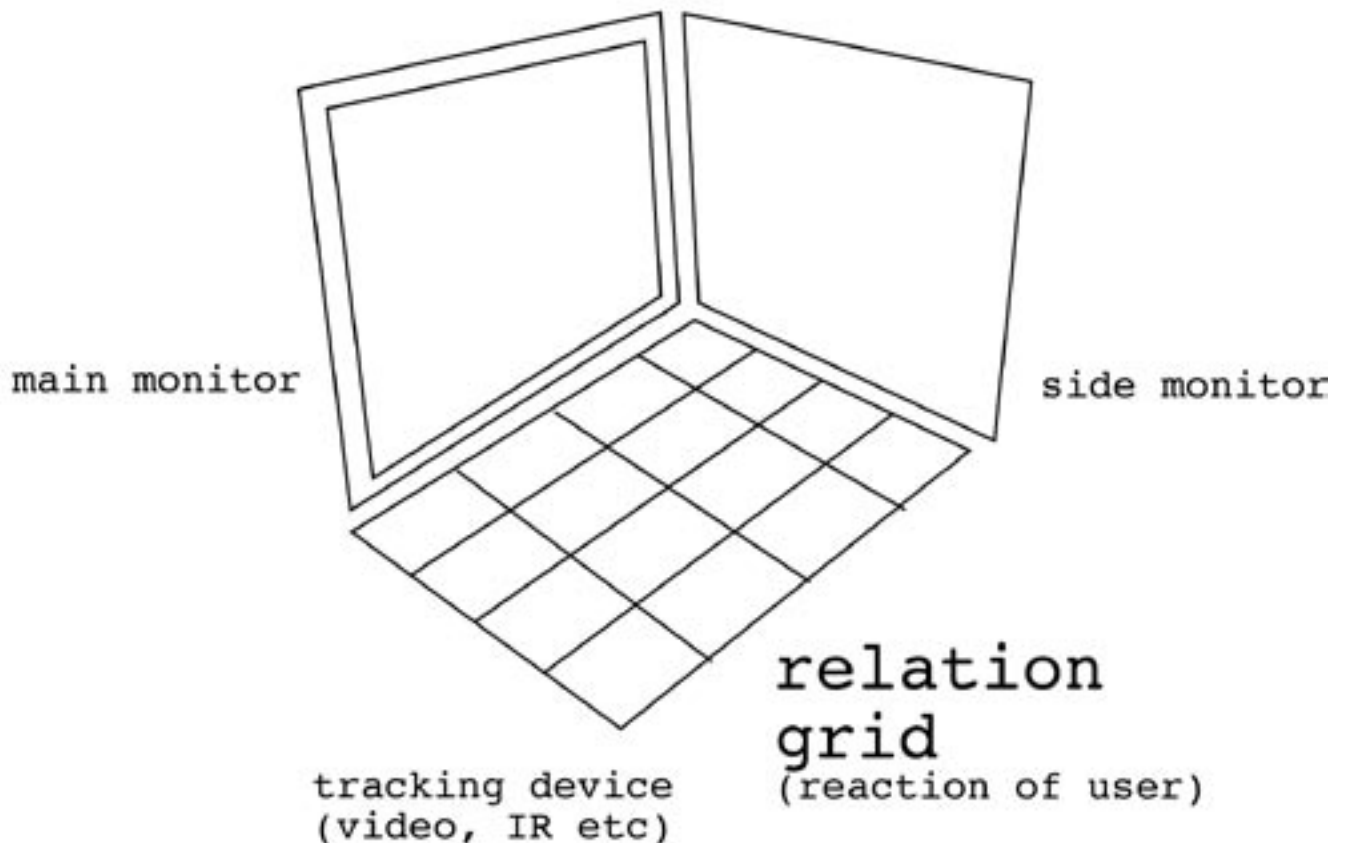 main monitor
side monitor
relation
grid
(reaction of user)
tracking device
(video, IR etc)